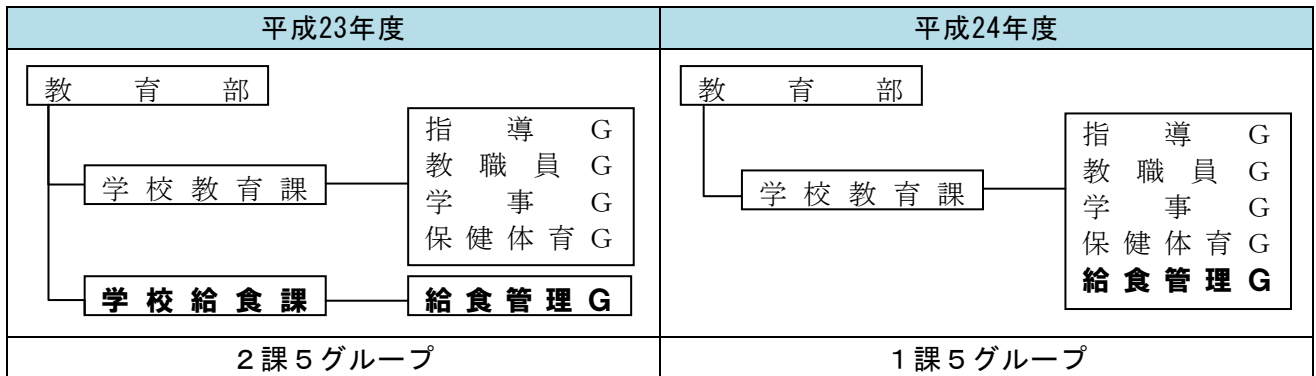 平成23年度
教育部
学校教育課
指導G
教職員G
学事G
保健体育G
学校給食課
給食管理G
2課5グループ
平成24年度
教育部
学校教育課
指導G
教職員G
学事G
保健体育G
給食管理G
1課5グループ